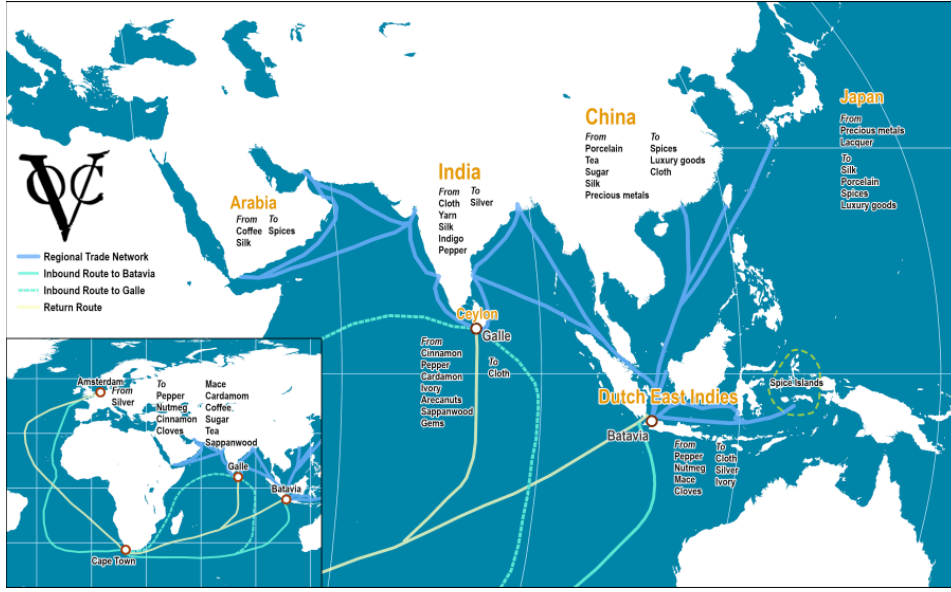 Japan
From
Precious metals
Lacquer
To
Silk
Porcelain
Spices
Luxury goods
China
From
Porcelain
Tea
Sugar
Silk
Precious metals
To
Spices
Luxury goods
Cloth
India
From
Cloth
Yarn
Silk
Indigo
Pepper
To
Silver
Arabia
From
Coffee
Silk
To
Spices
VOC
Regional Trade Network
Inbound Route to Batavia
Inbound Route to Galle
Return Route
Ceylon
Galle
From
Cinnamon
Pepper
Cardamon
Ivory
Arecanuts
Sappanwood
Gems
To
Cloth
Spice Islands
Dutch East Indies
Batavia
From
Pepper
Nutmeg
Mace
Cloves
To
Cloth
Silver
Ivory
Amsterdam
From
Silver
To
Pepper
Nutmeg
Cinnamon
Cloves
Mace
Cardamom
Coffee.
Sugar
Tea
Sappanwood
Galle
Batavia
Cape Town